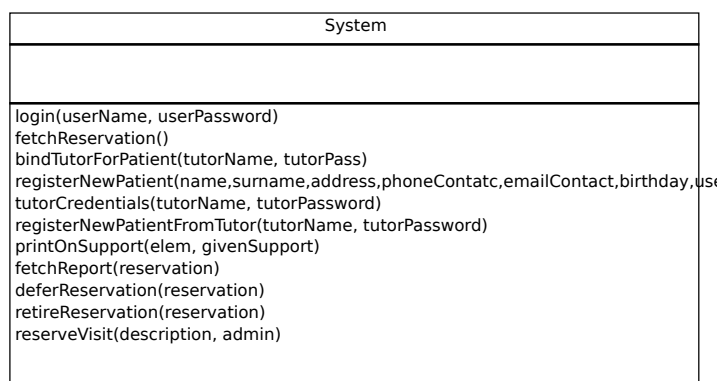 System
login(userName, userPassword)
fetchReservation()
bindTutorForPatient(tutorName, tutorPass)
registerNewPatient(name,surname,address,phoneContatc,emailContact,birthday,use
tutorCredentials(tutorName, tutorPassword)
registerNewPatientFromTutor(tutorName, tutorPassword)
printOnSupport(elem, givenSupport)
fetchReport(reservation)
deferReservation(reservation)
retireReservation(reservation)
reserveVisit(description, admin)